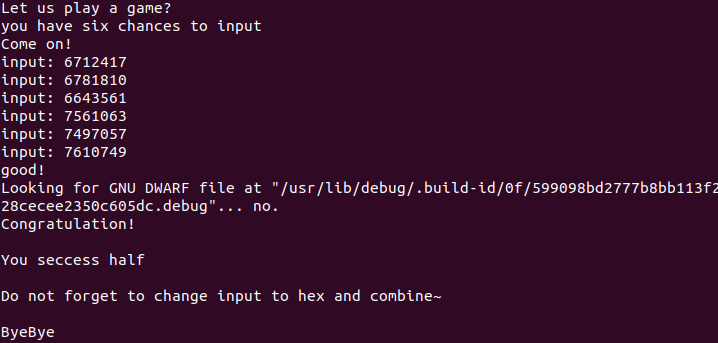 Let us play a game?
you have six chances to input
Come on!
input: 6712417
input: 6781810
input: 6643561
input: 7561063
input: 7497057
input: 7610749
good!
Looking for GNU DWARF file at "/usr/lib/debug/.build-id/0f/599098bd2777b8bb113f2
28cecee2350c605dc.debug"... no.
Congratulation!
You seccess half
Do not forget to change input to hex and combine~
ByeBye